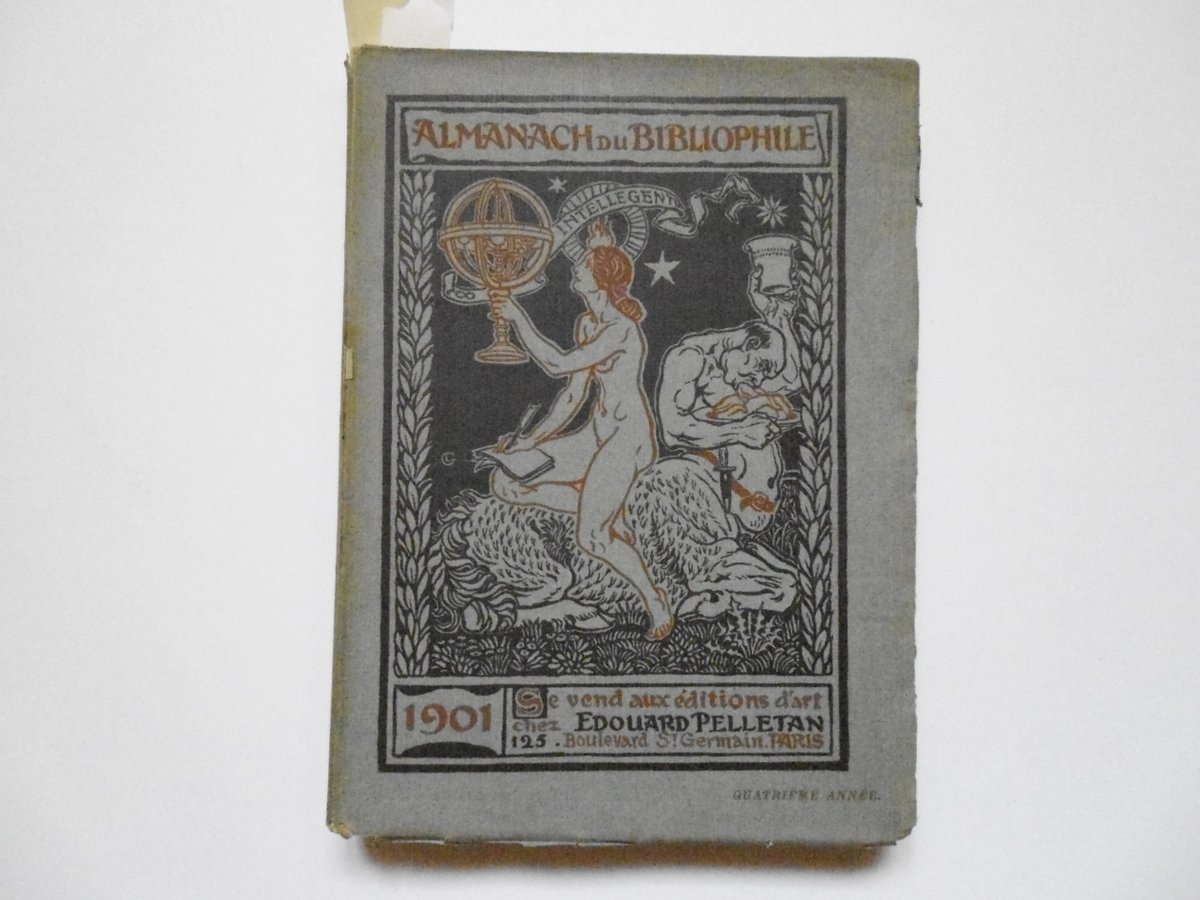 ALMANACH DU BIBLIOPHILE
INTELLEGENT
1901
Se vend aux éditions d'art
chez EDOUARD PELLETAN
125. Boulevard St Germain. PARIS
QUATRIÈME ANNÉE.